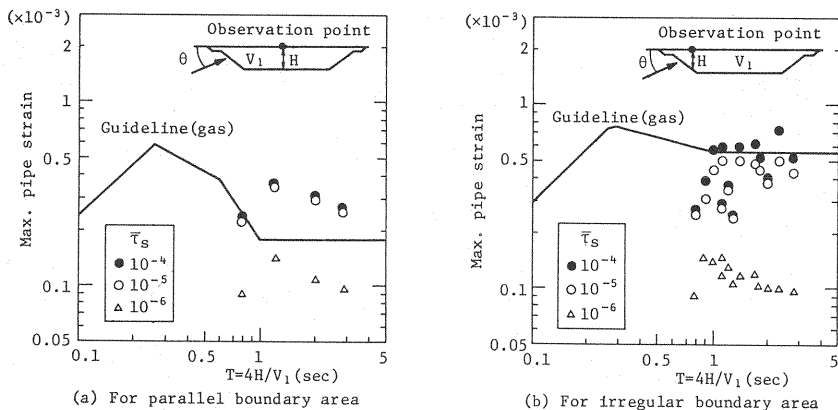 (×10⁻³)
2
1
0.5
0.1
0.05
Max. pipe strain
Observation point
θ
V₁
H
Guideline(gas)
τ̅s
● 10⁻⁴
○ 10⁻⁵
△ 10⁻⁶
0.1
0.5
1
5
T=4H/V₁(sec)
(a) For parallel boundary area
(×10⁻³)
2
1
0.5
0.1
0.05
Max. pipe strain
Observation point
θ
H
V₁
Guideline(gas)
τ̅s
● 10⁻⁴
○ 10⁻⁵
△ 10⁻⁶
0.1
0.5
1
5
T=4H/V₁(sec)
(b) For irregular boundary area